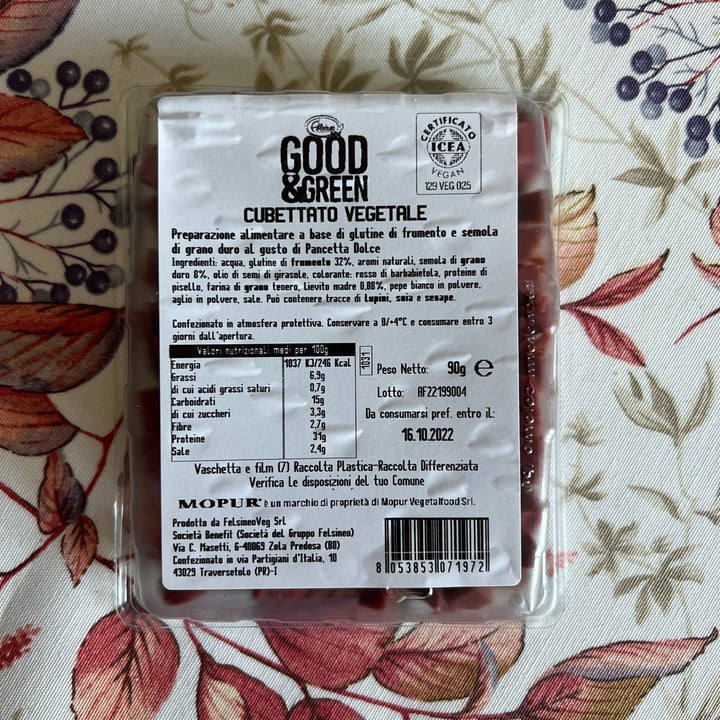 Felsineo
GOOD
&GREEN
CERTIFICATO
ICEA
VEGAN
129 VEG 025
CUBETTATO VEGETALE
Preparazione alimentare a base di glutine di frumento e semola
di grano duro al gusto di Pancetta Dolce
Ingredienti: acqua, glutine di frumento 32%, aromi naturali, semola di grano
duro 8%, olio di semi di girasole, colorante: rosso di barbabietola, proteine di
pisello, farina di grano tenero, lievito madre 0,08%, pepe bianco in polvere,
aglio in polvere, sale. Può contenere tracce di lupini, soia e senape.
Confezionato in atmosfera protettiva. Conservare a 0/+4°C e consumare entro 3
giorni dall'apertura.
Valori nutrizionali medi per 100g
Energia 1037 KJ/246 Kcal
Grassi 6,9g
di cui acidi grassi saturi 0,7g
Carboidrati 15g
di cui zuccheri 3,3g
Fibre 2,7g
Proteine 31g
Sale 2,4g
1031
Peso Netto: 90g e
Lotto: AF22199004
Da consumarsi pref. entro il:
16.10.2022
Vaschetta e film (7) Raccolta Plastica-Raccolta Differenziata
Verifica le disposizioni del tuo Comune
MOPUR® è un marchio di proprietà di Mopur Vegetalfood Srl.
Prodotto da FelsineoVeg Srl
Società Benefit (Società del Gruppo Felsineo)
Via C. Masetti, 6-40069 Zola Predosa (BO)
Confezionato in via Partigiani d'Italia, 10
43029 Traversetolo (PR)-I
8 053853 071972